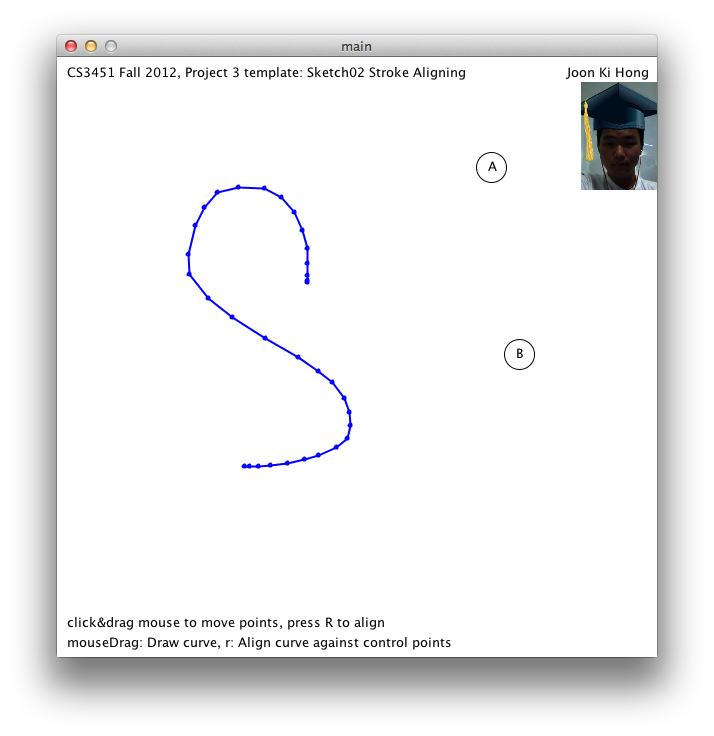 main
CS3451 Fall 2012, Project 3 template: Sketch02 Stroke Aligning
Joon Ki Hong
A
B
click&drag mouse to move points, press R to align
mouseDrag: Draw curve, r: Align curve against control points